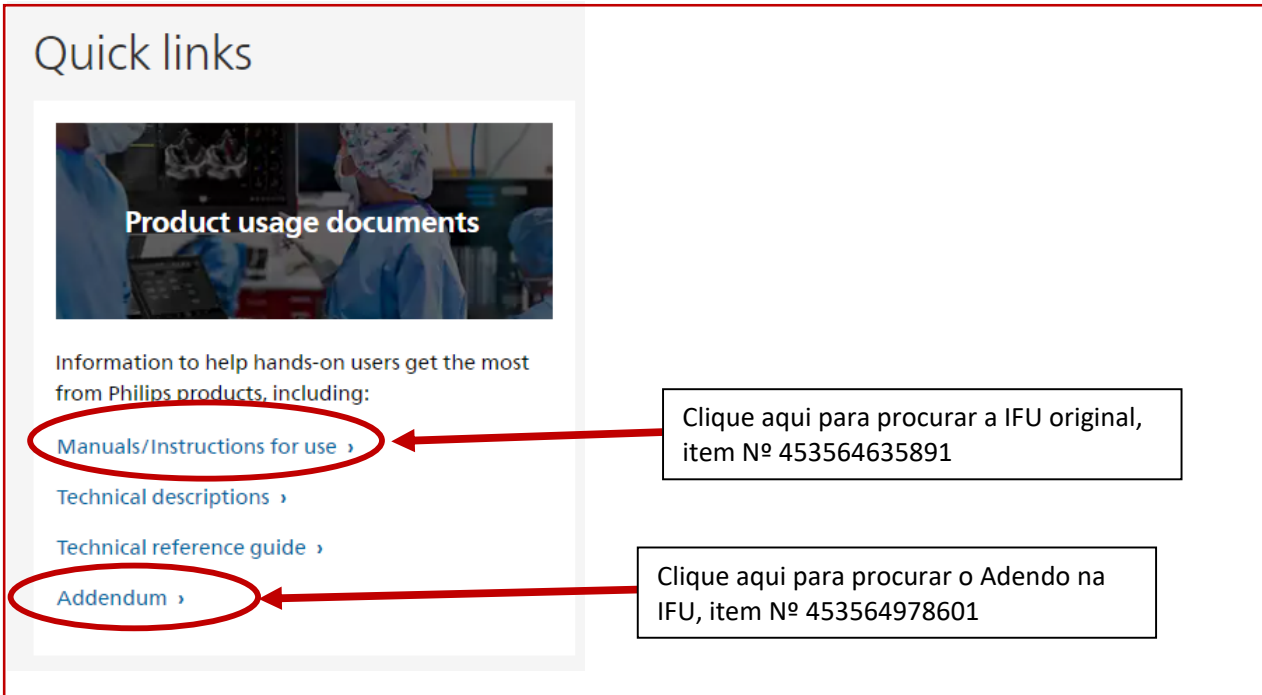 Quick links
Product usage documents
Information to help hands-on users get the most
from Philips products, including:
Manuals/Instructions for use ›
Clique aqui para procurar a IFU original,
item Nº 453564635891
Technical descriptions ›
Technical reference guide ›
Addendum ›
Clique aqui para procurar o Adendo na
IFU, item Nº 453564978601